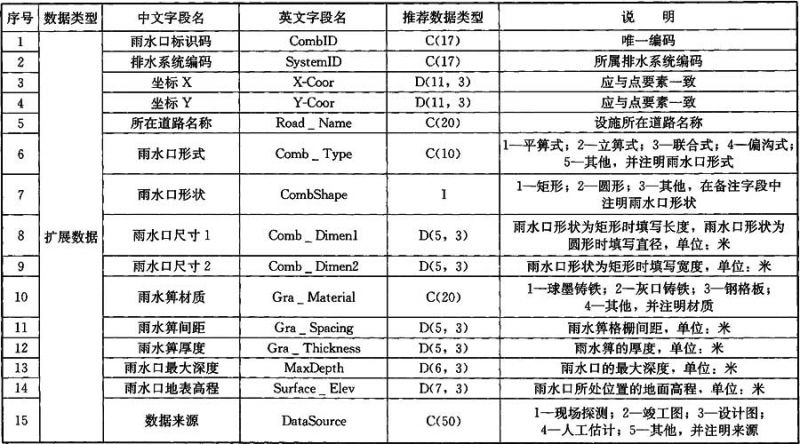 序号 数据类型 中文字段名 英文字段名 推荐数据类型 说 明
1 雨水口标识码 CombID C(17) 唯一编码
2 排水系统编码 SystemID C(17) 所属排水系统编码
3 坐标 X X-Coor D(11, 3) 应与点要素一致
4 坐标 Y Y-Coor D(11, 3) 应与点要素一致
5 所在道路名称 Road _ Name C(20) 设施所在道路名称
6 雨水口形式 Comb _ Type C(10) 1—平箅式；2—立箅式；3—联合式；4—偏沟式；
5—其他，并注明雨水口形式
7 雨水口形状 CombShape I 1—矩形；2—圆形；3—其他，在备注字段中
注明雨水口形状
扩展数据
8 雨水口尺寸 1 Comb _ Dimen1 D(5, 3) 雨水口形状为矩形时填写长度，雨水口形状为
圆形时填写直径，单位：米
9 雨水口尺寸 2 Comb _ Dimen2 D(5, 3) 雨水口形状为矩形时填写宽度，单位：米
10 雨水箅材质 Gra _ Material C(20) 1—球墨铸铁；2—灰口铸铁；3—钢格板；
4—其他，并注明材质
11 雨水箅间距 Gra _ Spacing D(5, 3) 雨水箅格栅间距，单位：米
12 雨水箅厚度 Gra _ Thickness D(5, 3) 雨水箅的厚度，单位：米
13 雨水口最大深度 MaxDepth D(6, 3) 雨水口的最大深度，单位：米
14 雨水口地表高程 Surface _ Elev D(7, 3) 雨水口所处位置的地面高程，单位：米
15 数据来源 DataSource C(50) 1—现场探测；2—竣工图；3—设计图；
4—人工估计；5—其他，并注明来源